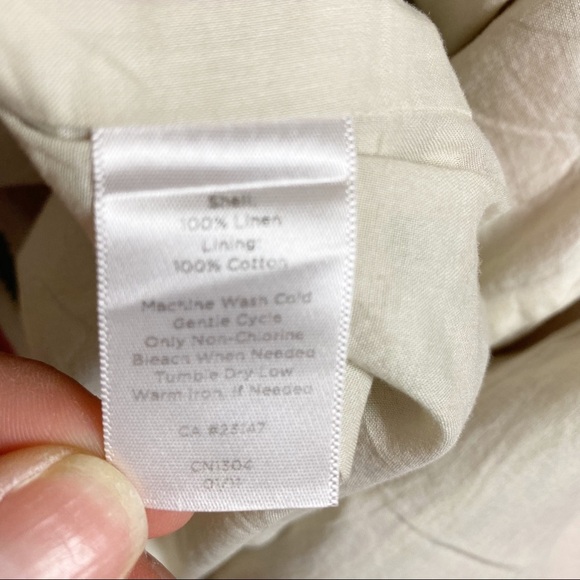 Shell:
100% Linen
Lining:
100% Cotton
Machine Wash Cold
Gentle Cycle
Only Non-Chlorine
Bleach When Needed
Tumble Dry Low
Warm Iron, If Needed
CA #23147
CN1304